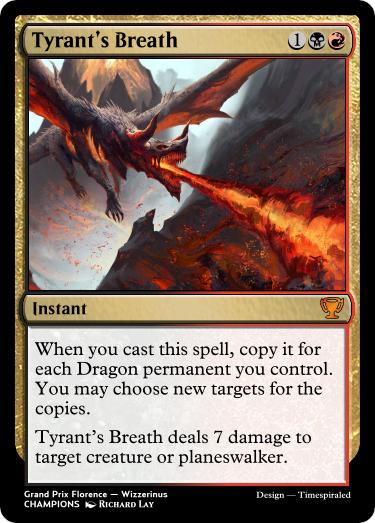 Tyrant's Breath 1
Instant
When you cast this spell, copy it for
each Dragon permanent you control.
You may choose new targets for the
copies.
Tyrant's Breath deals 7 damage to
target creature or planeswalker.
Grand Prix Florence — Wizzerinus
Design — Timespiraled
CHAMPIONS Richard Lay